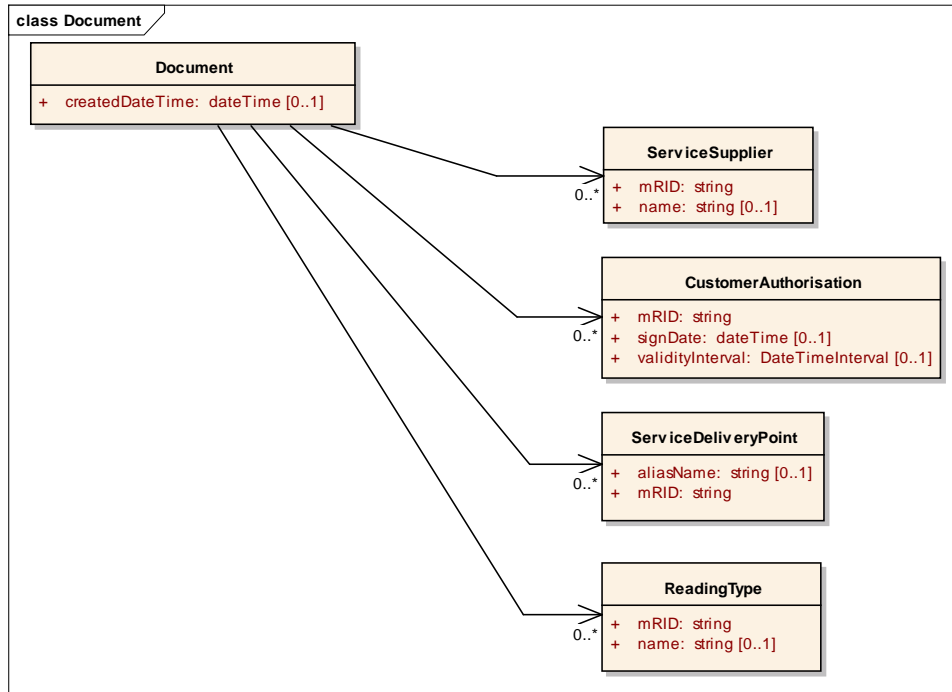 class Document
Document
+ createdDateTime: dateTime [0..1]
ServiceSupplier
+ mRID: string
+ name: string [0..1]
0..*
CustomerAuthorisation
+ mRID: string
+ signDate: dateTime [0..1]
+ validityInterval: DateTimeInterval [0..1]
0..*
ServiceDeliveryPoint
+ aliasName: string [0..1]
+ mRID: string
0..*
ReadingType
+ mRID: string
+ name: string [0..1]
0..*